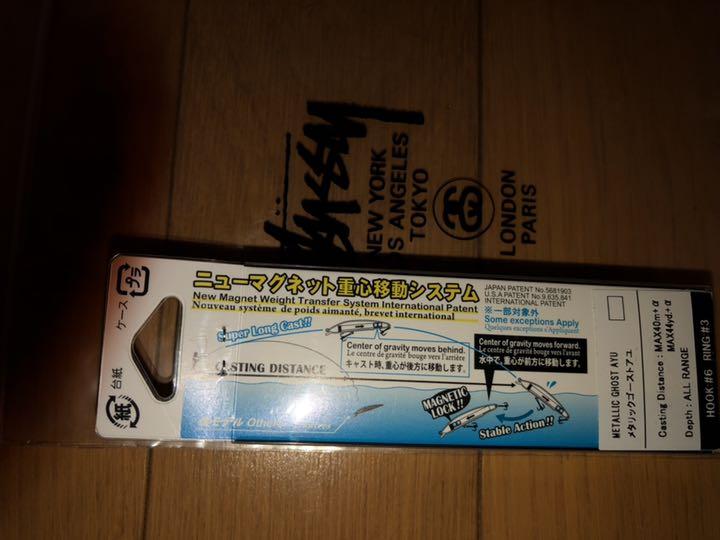 Stüssy
NEW YORK
LOS ANGELES
TOKYO
LONDON
PARIS
ケース プラ
台紙
紙
ニューマグネット重心移動システム
New Magnet Weight Transfer System International Patent
Nouveau système de poids aimanté, brevet international
JAPAN PATENT No.5681903
U.S.A PATENT No.9,635,841
INTERNATIONAL PATENT
※一部対象外
Some exceptions Apply
Quelques exceptions s'Appliquent
Super Long Cast!!
CASTING DISTANCE
Center of gravity moves behind.
Le centre de gravité bouge vers l'arrière
キャスト時、重心が後方に移動します。
Center of gravity moves forward.
Le centre de gravité bouge vers l'avant
水中で、重心が前方に移動します。
MAGNETIC
LOCK!!
Stable Action!!
モデル Other
METALLIC GHOST AYU
メタリックゴーストアユ
Casting Distance : MAX40m+α
MAX44yd+α
Depth : ALL RANGE
HOOK:#6 RING #3